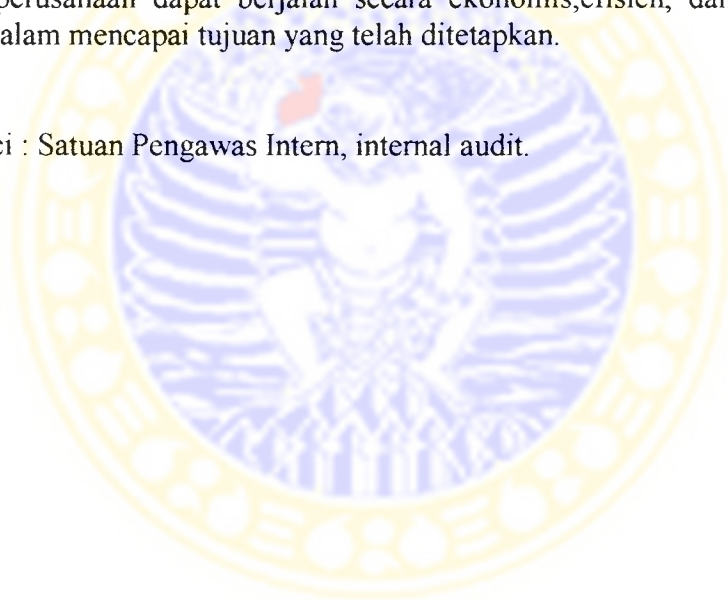 perusahaan dapat berjalan secara ekonomis,efisien, dan
alam mencapai tujuan yang telah ditetapkan.
ci : Satuan Pengawas Intern, internal audit.